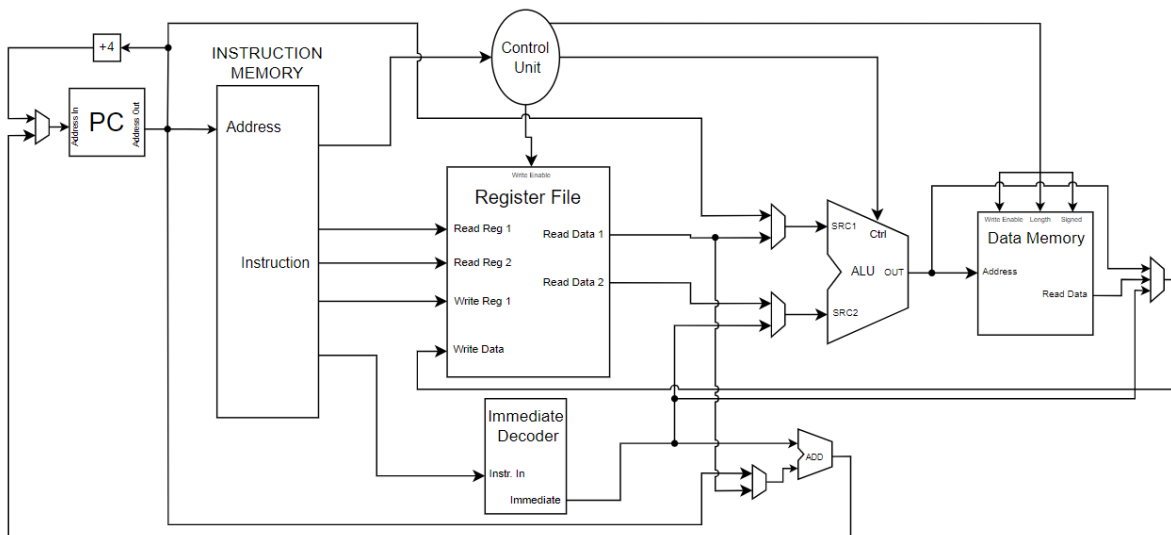 +4
INSTRUCTION
MEMORY
Control
Unit
Address In
PC
Address Out
Address
Instruction
Write Enable
Register File
Read Reg 1
Read Reg 2
Write Reg 1
Write Data
Read Data 1
Read Data 2
SRC1
Ctrl
ALU
OUT
SRC2
Write Enable
Length
Signed
Data Memory
Address
Read Data
Immediate
Decoder
Instr. In
Immediate
ADD